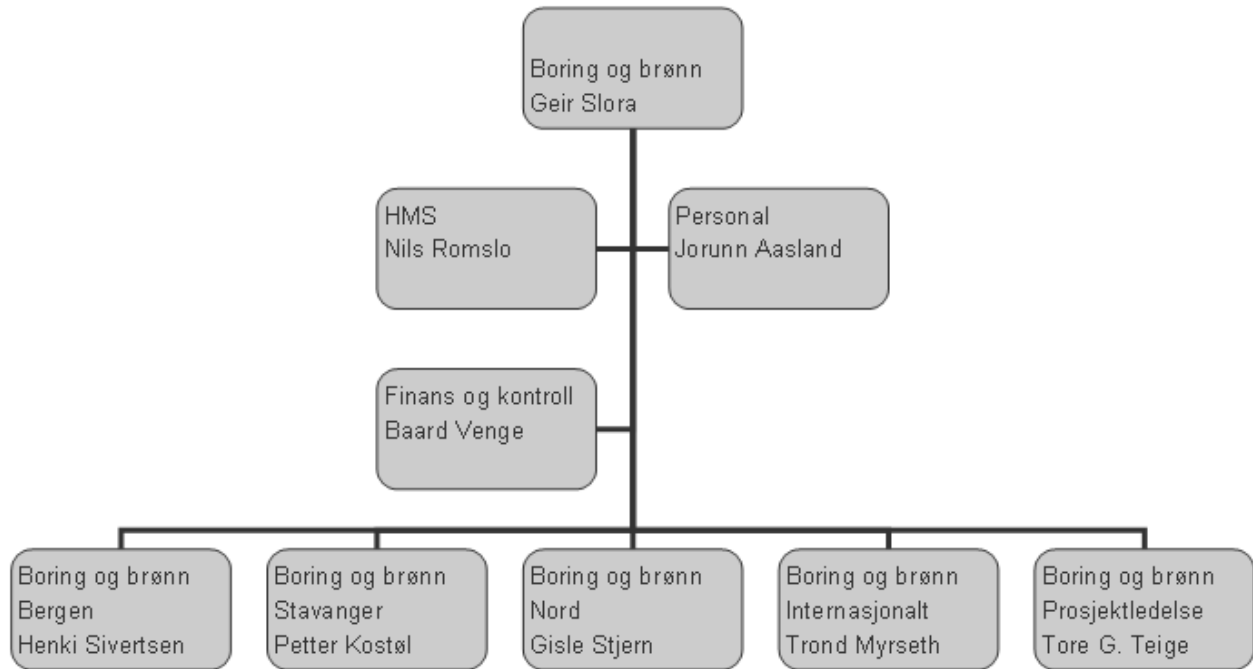 Boring og brønn
Geir Slora
HMS
Nils Romslo
Personal
Jorunn Aasland
Finans og kontroll
Baard Venge
Boring og brønn
Bergen
Henki Sivertsen
Boring og brønn
Stavanger
Petter Kostøl
Boring og brønn
Nord
Gisle Stjern
Boring og brønn
Internasjonalt
Trond Myrseth
Boring og brønn
Prosjektledelse
Tore G. Teige